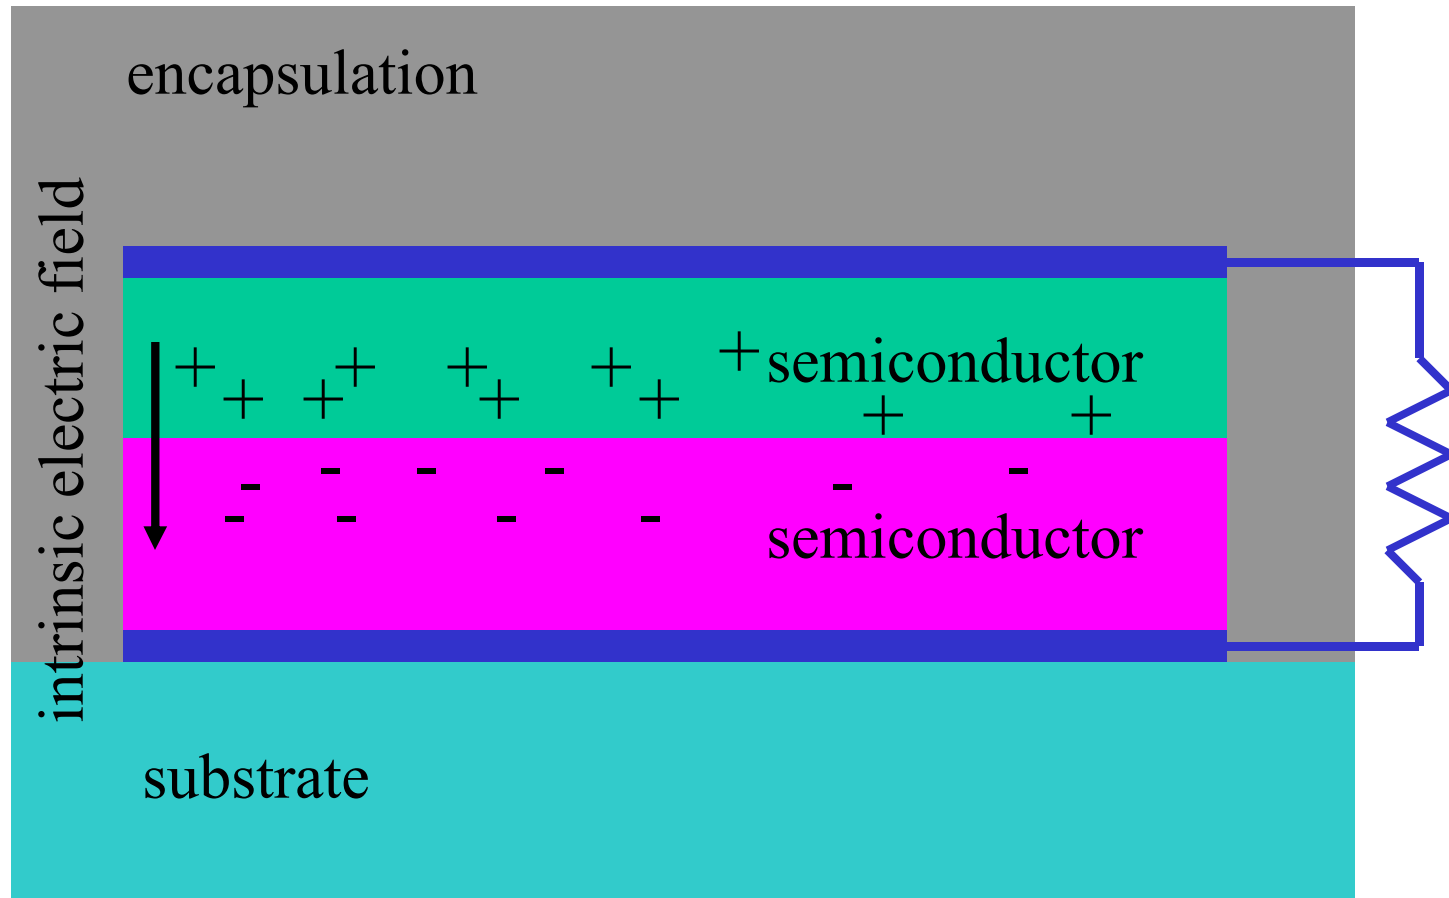 encapsulation
intrinsic electric field
+ + + + + semiconductor
+ + + + + +
- - - - -
- -
- - - -
semiconductor
substrate